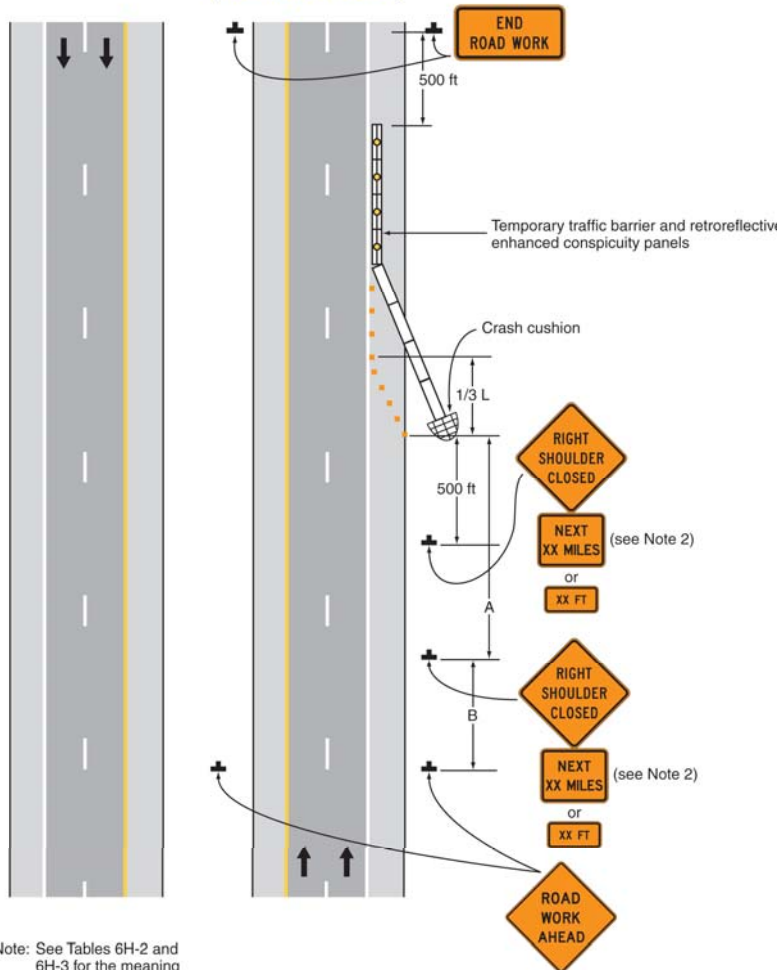 END
ROAD WORK
500 ft
Temporary traffic barrier and retroreflective
enhanced conspicuity panels
Crash cushion
1/3 L
RIGHT
SHOULDER
CLOSED
500 ft
NEXT
XX MILES
(see Note 2)
or
XX FT
A
RIGHT
SHOULDER
CLOSED
B
NEXT
XX MILES
(see Note 2)
or
XX FT
ROAD
WORK
AHEAD
Note: See Tables 6H-2 and
6H-3 for the meaning